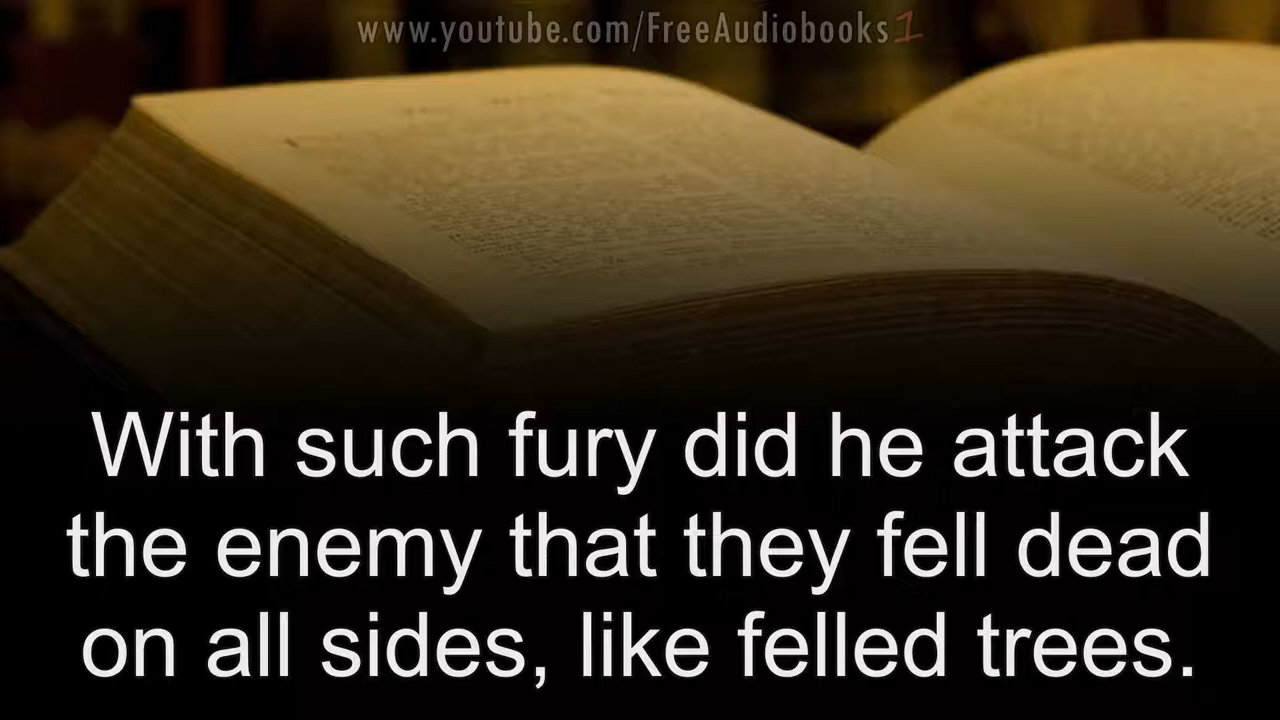 www.youtube.com/FreeAudiobooks1
With such fury did he attack
the enemy that they fell dead
on all sides, like felled trees.